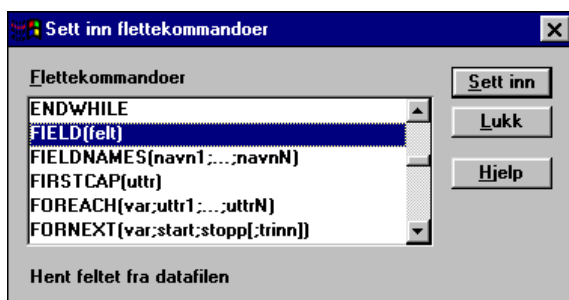 Sett inn flettekommandoer
Flettekommandoer
ENDWHILE
FIELD(felt)
FIELDNAMES(navn1;...;navnN)
FIRSTCAP(uttr)
FOREACH(var;uttr1;...;uttrN)
FORNEXT(var;start;stopp[;trinn])
Sett inn
Lukk
Hjelp
Hent feltet fra datafilen